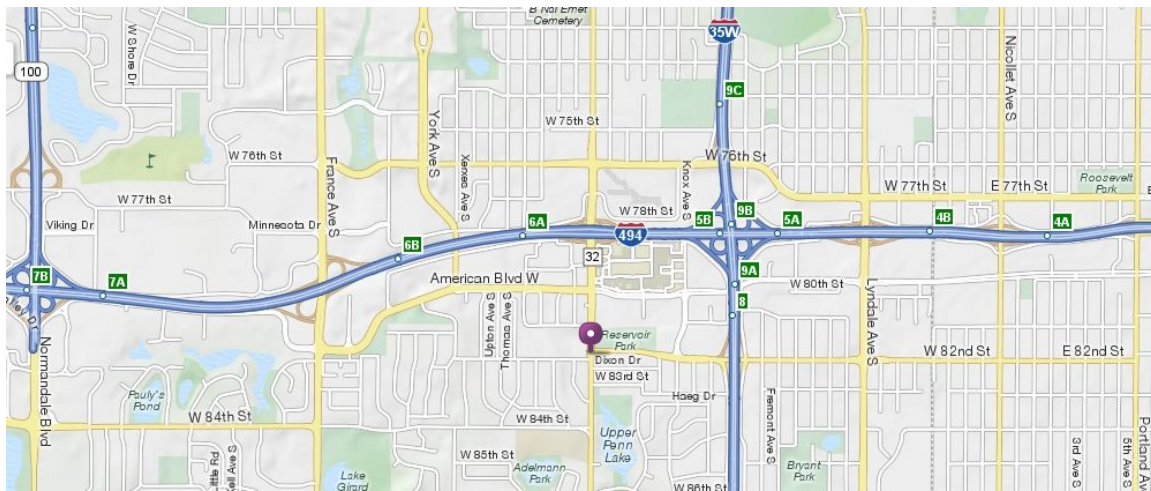 B'Nai Emet
Cemetery
35W
W Shore Dr
100
9C
Nicollet Ave S
W 75th St
York Ave S
Xerxes Ave S
W 76th St
France Ave S
W 76th St
Knox Ave S
Roosevelt
Park
W 77th St
W 77th St
E 77th St
Viking Dr
Minnesota Dr
W 78th St
6A
494
5B
9B
5A
4B
4A
6B
32
9A
American Blvd W
W 80th St
7B
7A
8
Lyndale Ave S
Normandale Blvd
Upton Ave S
Thomas Ave S
Reservoir
Park
Dixon Dr
W 82nd St
E 82nd St
W 83rd St
Pauly's
Pond
Haeg Dr
Fremont Ave S
W 84th St
W 84th St
Upper
Penn
Lake
Portland Av
W 85th St
Little Rd
ell Ave S
Lake
Girard
Adelmann
Park
Bryant
Park
3rd Ave S
5th Ave S
W 86th St